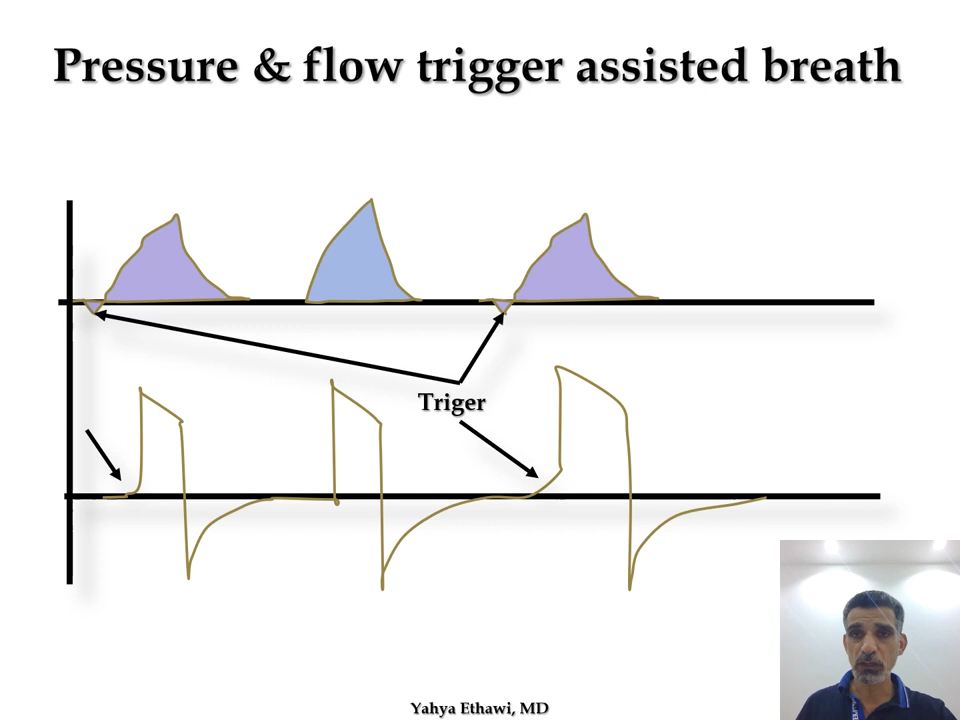 Pressure & flow trigger assisted breath
Triger
Yahya Ethawi, MD